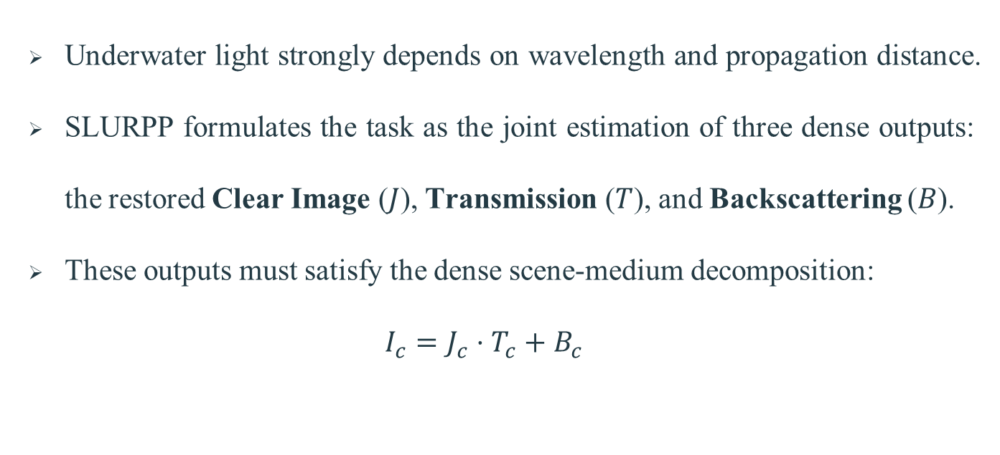 ➢ Underwater light strongly depends on wavelength and propagation distance.
➢ SLURPP formulates the task as the joint estimation of three dense outputs:
the restored Clear Image (J), Transmission (T), and Backscattering (B).
➢ These outputs must satisfy the dense scene-medium decomposition:
I_c = J_c · T_c + B_c